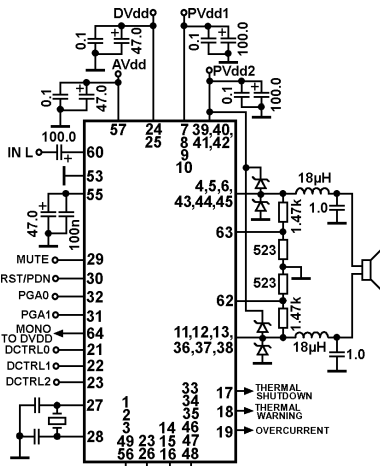 DVdd
PVdd1
0.1
47.0
0.1
100.0
AVdd
PVdd2
0.1
47.0
0.1
100.0
100.0
IN L
57
24
25
7
8
9
10
39,40,
41,42
60
53
55
47.0
100n
4,5,6,
43,44,45
63
62
11,12,13,
36,37,38
18µH
1.0
1.47k
523
523
1.47k
18µH
1.0
MUTE
29
RST/PDN
30
PGA0
32
PGA1
31
MONO
TO DVDD
64
DCTRL0
21
DCTRL1
22
DCTRL2
23
27
28
1
2
3
49
56
23
26
14
15
16
33
34
35
46
47
48
17
THERMAL
SHUTDOWN
18
THERMAL
WARNING
19
OVERCURRENT